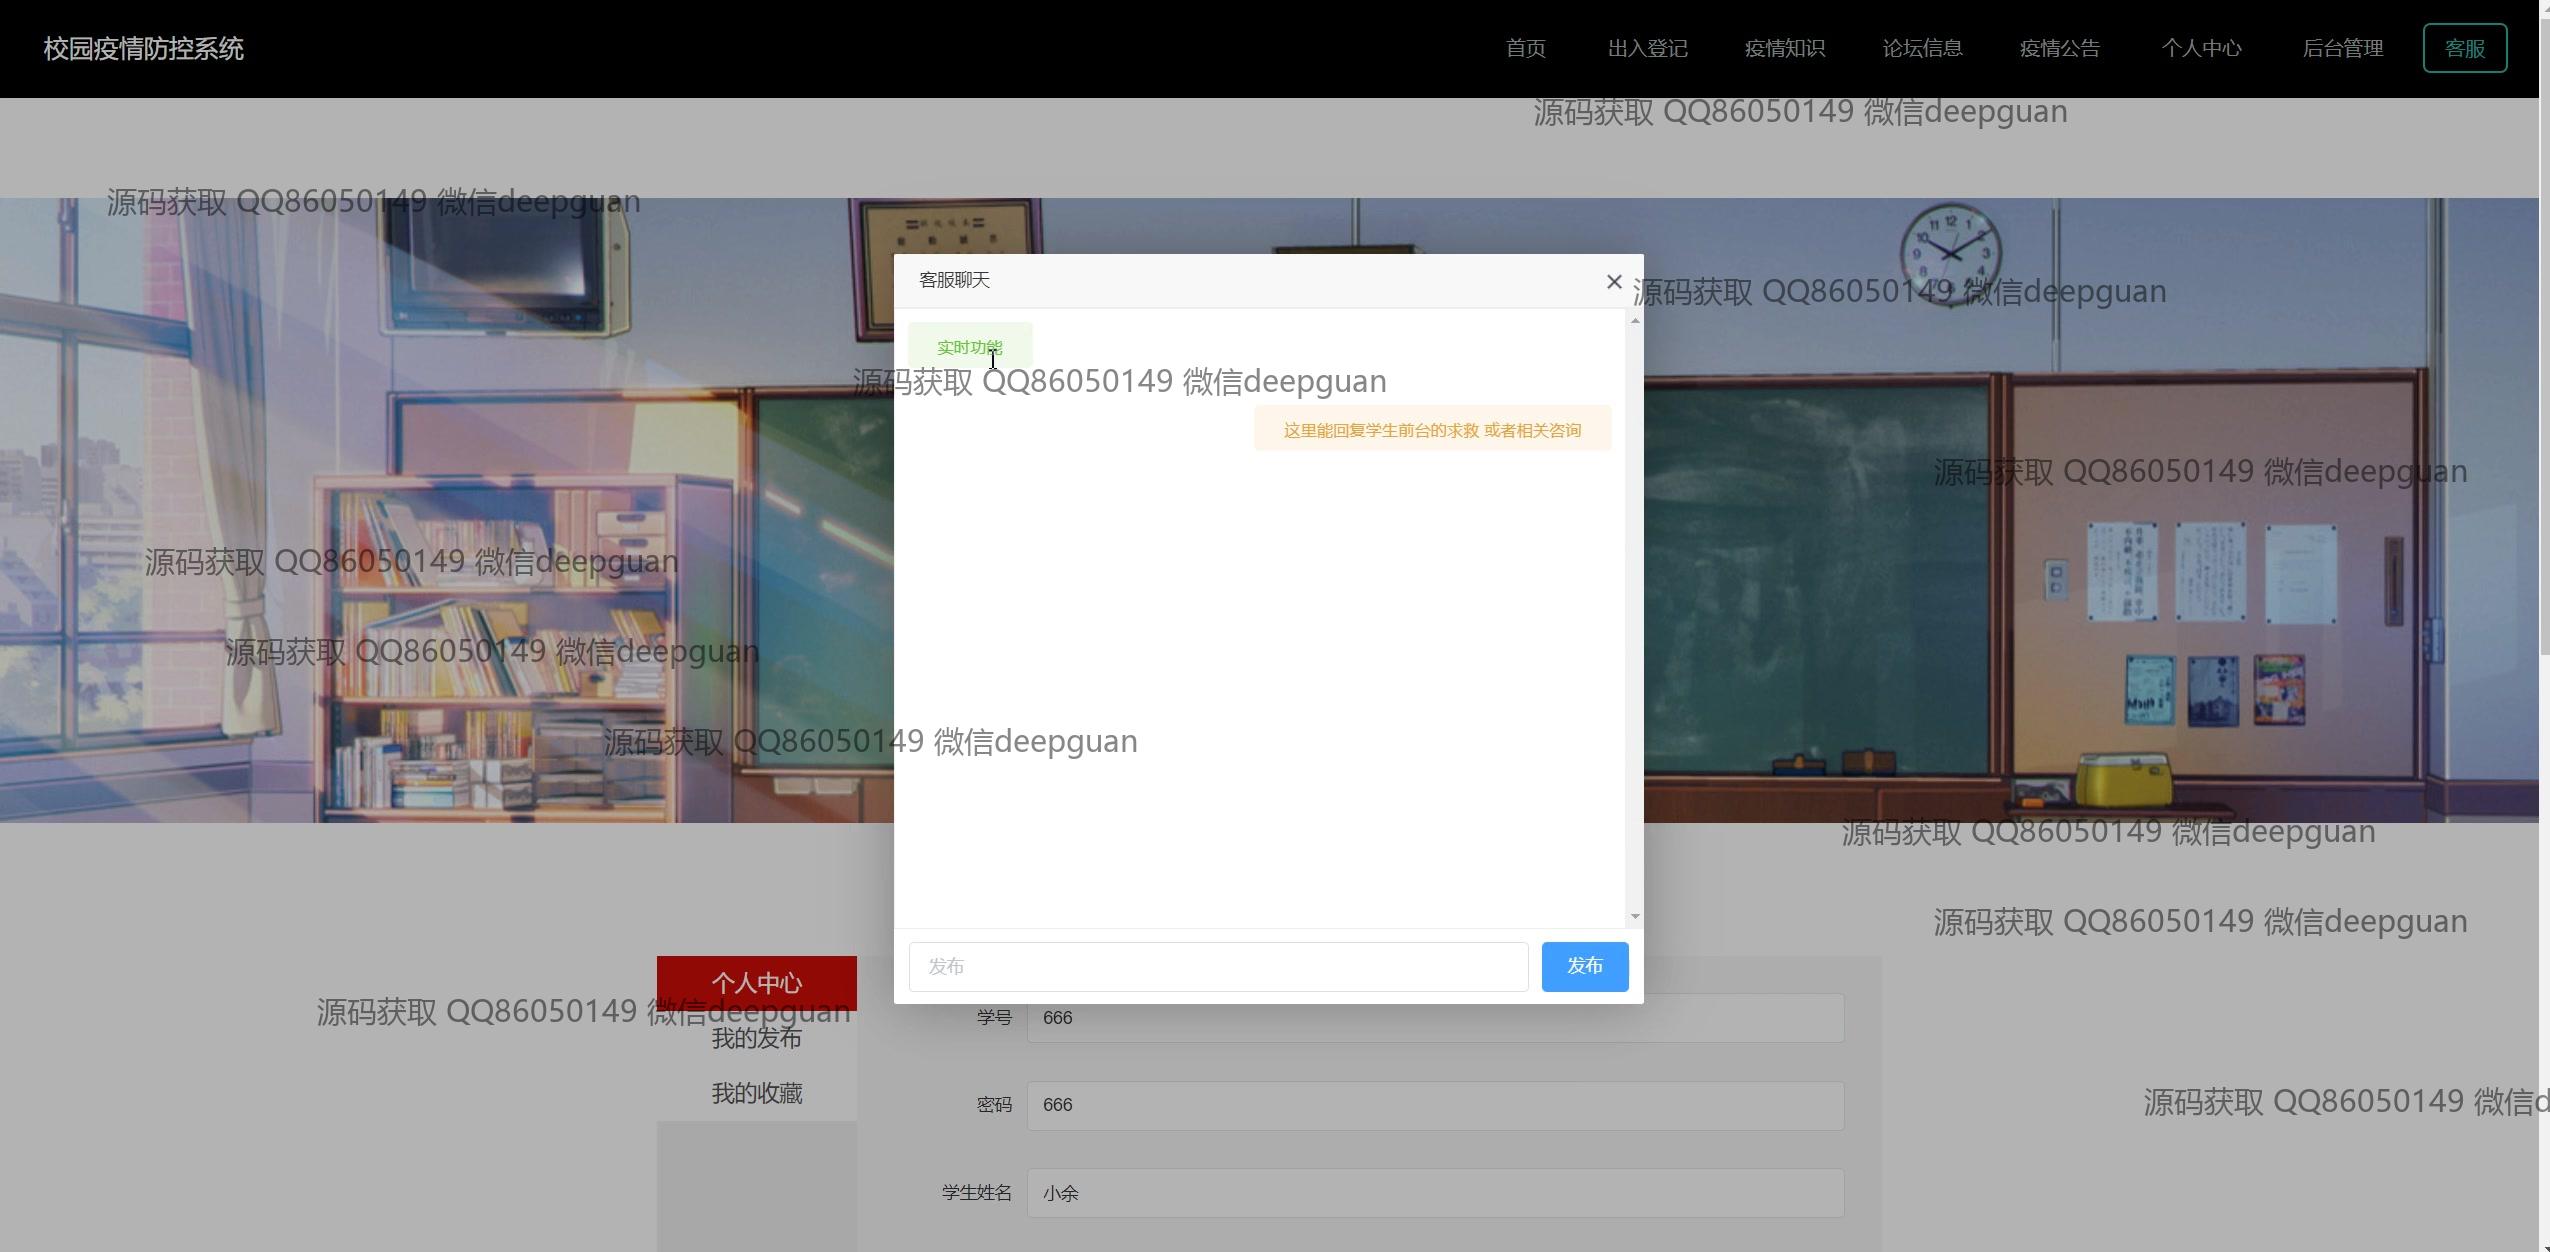 校园疫情防控系统
首页 出入登记 疫情知识 论坛信息 疫情公告 个人中心 后台管理 客服
源码获取 QQ86050149 微信deepguan
源码获取 QQ86050149 微信deepguan
客服聊天
源码获取 QQ86050149 微信deepguan
实时功能
源码获取 QQ86050149 微信deepguan
这里能回复学生前台的求救 或者相关咨询
源码获取 QQ86050149 微信deepguan
源码获取 QQ86050149 微信deepguan
源码获取 QQ86050149 微信deepguan
源码获取 QQ86050149 微信deepguan
源码获取 QQ86050149 微信deepguan
源码获取 QQ86050149 微信deepguan
发布 发布
个人中心
源码获取 QQ86050149 微信deepguan
学号 666
我的发布
我的收藏
密码 666
源码获取 QQ86050149 微信d
学生姓名 小余